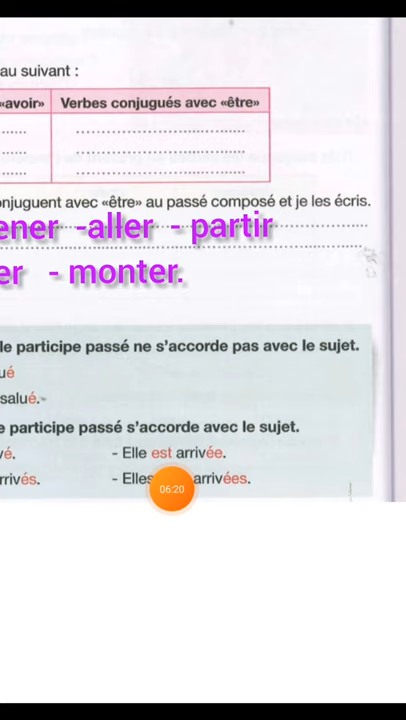 au suivant :
«avoir» Verbes conjugués avec «être»
onjuguent avec «être» au passé composé et je les écris.
ener -aller - partir
er - monter.
le participe passé ne s'accorde pas avec le sujet.
ué
salué.-
e participe passé s'accorde avec le sujet.
vé. - Elle est arrivée.
rrivés. - Elles arrivées.
06:20